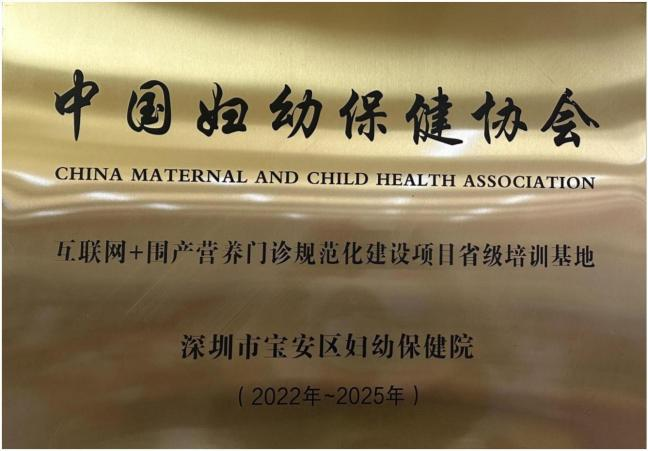 中国妇幼保健协会
CHINA MATERNAL AND CHILD HEALTH ASSOCIATION
互联网+围产营养门诊规范化建设项目省级培训基地
深圳市宝安区妇幼保健院
（2022年~2025年）